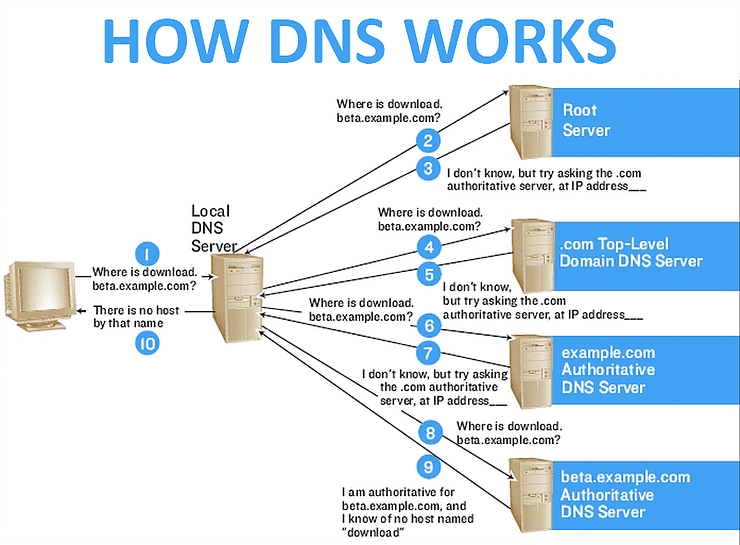 HOW DNS WORKS
Where is download.
beta.example.com?
2
Root
Server
3
I don't know, but try asking the .com
authoritative server, at IP address___
Local
DNS
Server
Where is download.
beta.example.com?
4
.com Top-Level
Domain DNS Server
5
1
Where is download.
beta.example.com?
There is no host
by that name
10
I don't know,
but try asking the .com
authoritative server, at IP address___
Where is download.
beta.example.com?
6
7
example.com
Authoritative
DNS Server
I don't know, but try asking
the .com authoritative
server, at IP address___
8
Where is download.
beta.example.com?
9
beta.example.com
Authoritative
DNS Server
I am authoritative for
beta.example.com, and
I know of no host named
"download"